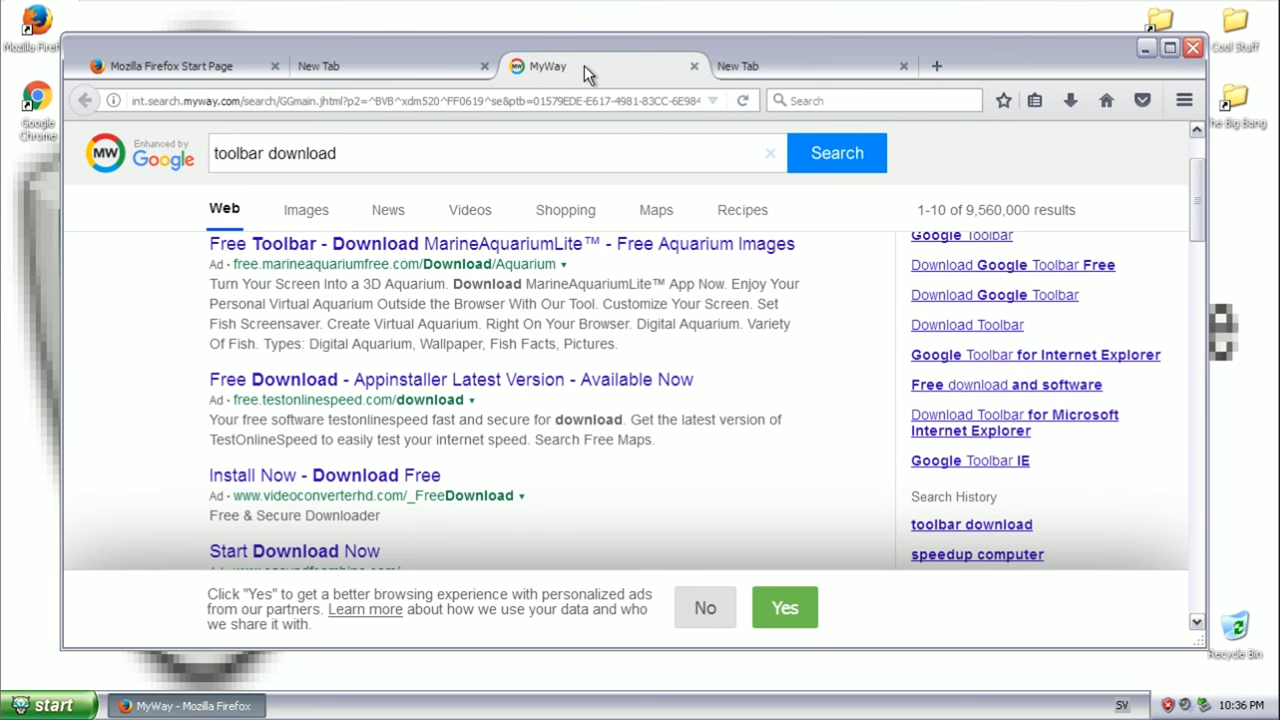 Mozilla Firef
Cool Stuff
Mozilla Firefox Start Page
New Tab
MyWay
New Tab
int.search.myway.com/search/GGmain.jhtml?p2=^BVB^xdm520^FF0619^se&ptb=01579EDE-E617-4981-83CC-6E984
Search
Google
Chrome
The Big Bang
MW
Enhanced by
Google
toolbar download
Search
Web
Images
News
Videos
Shopping
Maps
Recipes
1-10 of 9,560,000 results
Free Toolbar - Download MarineAquariumLite™ - Free Aquarium Images
Ad • free.marineaquariumfree.com/Download/Aquarium
Turn Your Screen Into a 3D Aquarium. Download MarineAquariumLite™ App Now. Enjoy Your
Personal Virtual Aquarium Outside the Browser With Our Tool. Customize Your Screen. Set
Fish Screensaver. Create Virtual Aquarium. Right On Your Browser. Digital Aquarium. Variety
Of Fish. Types: Digital Aquarium, Wallpaper, Fish Facts, Pictures.
Free Download - Appinstaller Latest Version - Available Now
Ad • free.testonlinespeed.com/download
Your free software testonlinespeed fast and secure for download. Get the latest version of
TestOnlineSpeed to easily test your internet speed. Search Free Maps.
Install Now - Download Free
Ad • www.videoconverterhd.com/_FreeDownload
Free & Secure Downloader
Start Download Now
Google Toolbar
Download Google Toolbar Free
Download Google Toolbar
Download Toolbar
Google Toolbar for Internet Explorer
Free download and software
Download Toolbar for Microsoft
Internet Explorer
Google Toolbar IE
Search History
toolbar download
speedup computer
Click "Yes" to get a better browsing experience with personalized ads
from our partners. Learn more about how we use your data and who
we share it with.
No
Yes
Recycle Bin
start
MyWay - Mozilla Firefox
SV
10:36 PM